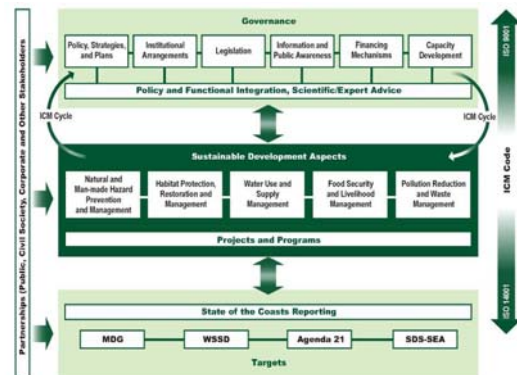 Governance
Policy, Strategies,
and Plans
Institutional
Arrangements
Legislation
Information and
Public Awareness
Financing
Mechanisms
Capacity
Development
Policy and Functional Integration, Scientific/Expert Advice
ICM Cycle
ICM Cycle
Sustainable Development Aspects
Natural and
Man-made Hazard
Prevention
and Management
Habitat Protection,
Restoration and
Management
Water Use and
Supply
Management
Food Security
and Livelihood
Management
Pollution Reduction
and Waste
Management
Projects and Programs
State of the Coasts Reporting
MDG
WSSD
Agenda 21
SDS-SEA
Targets
Partnerships (Public, Civil Society, Corporate and Other Stakeholders
ISO 9001
ICM Code
ISO 14001